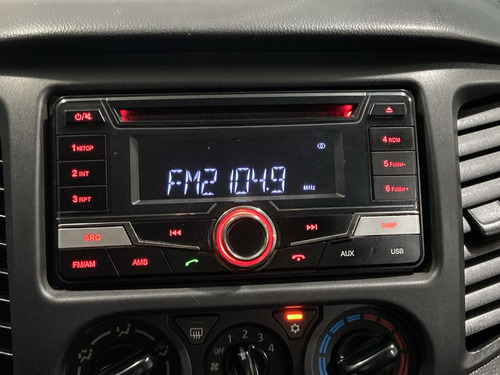 4 RDM
1 NTOP
FM2 104.9 MHz
5 Folder-
2 INT
6 Folder+
3 RPT
SRC
DISP
FM/AM
AMS
AUX
USB
OFF
1
2
3
4